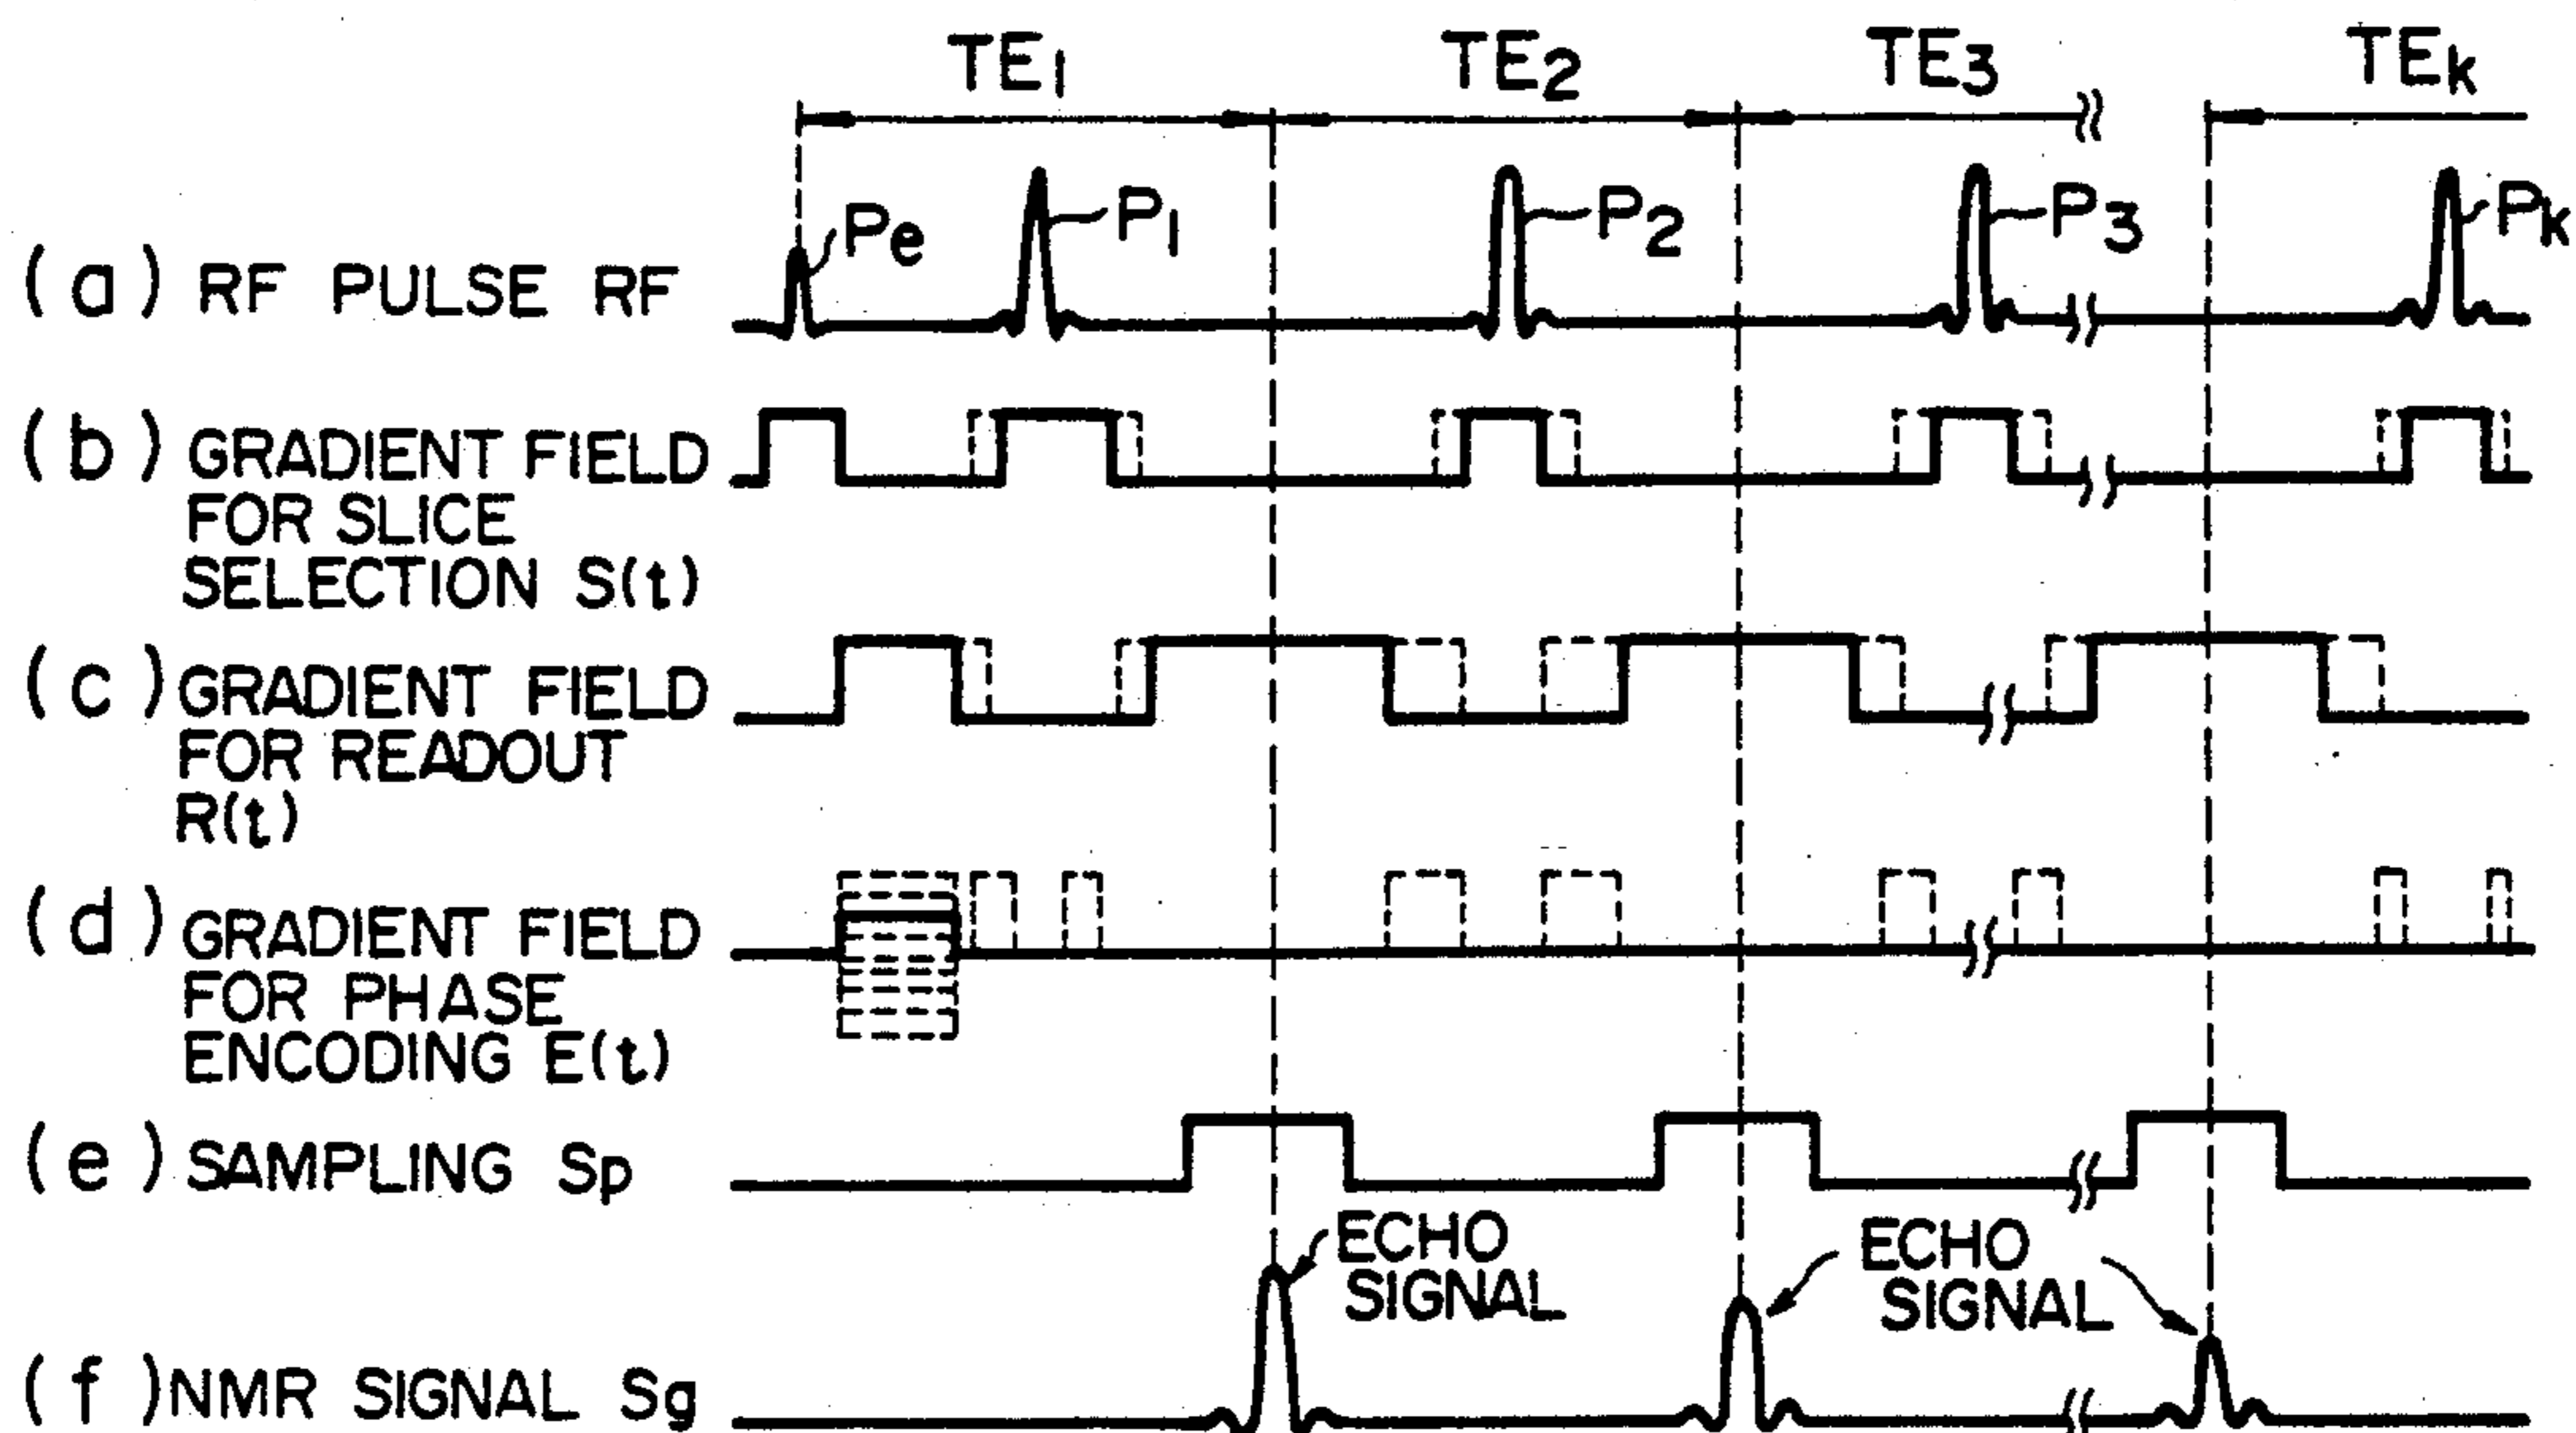 TE1 TE2 TE3 TEk
Pe P1 P2 P3 Pk
(a) RF PULSE RF
(b) GRADIENT FIELD
FOR SLICE
SELECTION S(t)
(c) GRADIENT FIELD
FOR READOUT
R(t)
(d) GRADIENT FIELD
FOR PHASE
ENCODING E(t)
(e) SAMPLING Sp
ECHO
SIGNAL
ECHO
SIGNAL
(f) NMR SIGNAL Sg